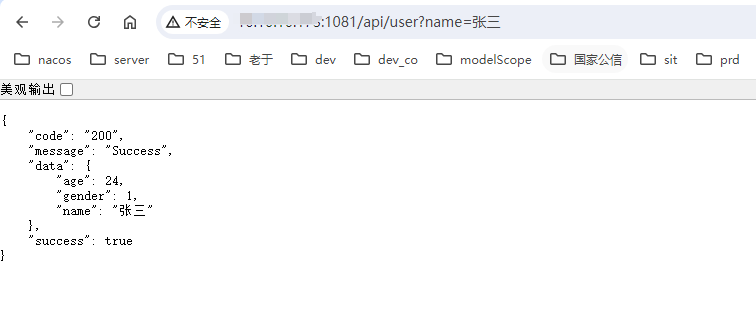 不安全 :1081/api/user?name=张三
nacos server 51 老于 dev dev_co modelScope 国家公信 sit prd
美观输出
{
    "code": "200",
    "message": "Success",
    "data": {
        "age": 24,
        "gender": 1,
        "name": "张三"
    },
    "success": true
}